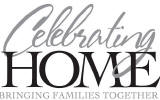 Celebrating
HOME
BRINGING FAMILIES TOGETHER